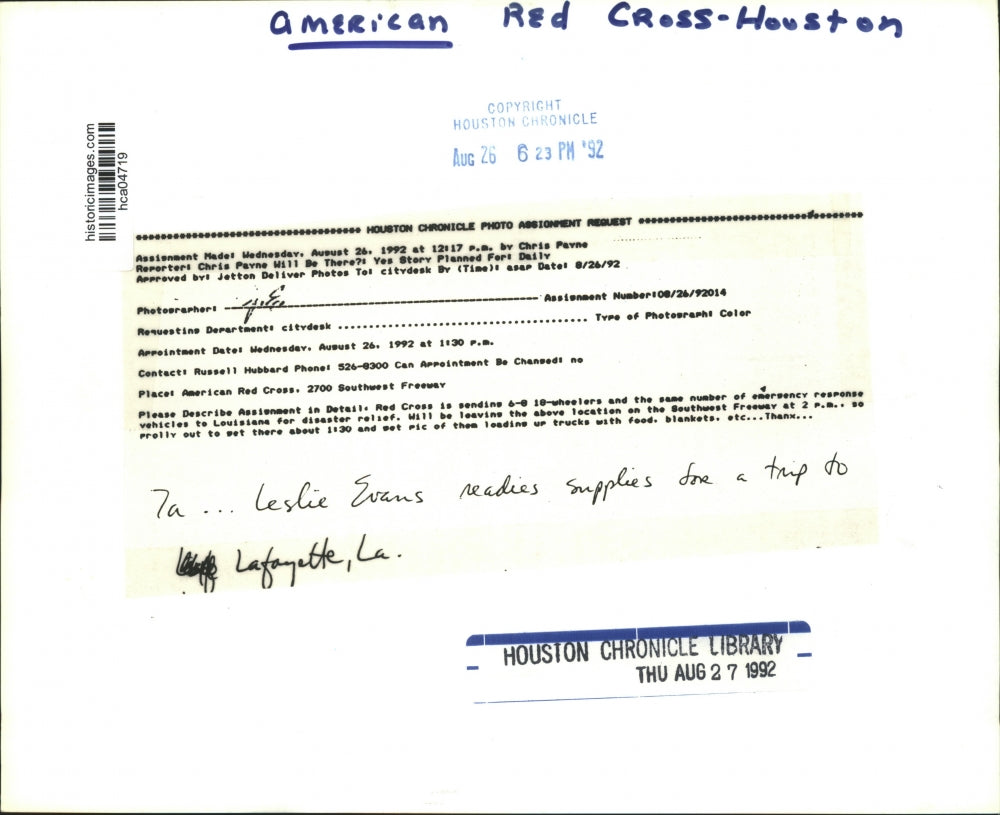 American Red Cross-Houston
COPYRIGHT
HOUSTON CHRONICLE
Aug 26 6 23 PM '92
historicimages.com
hca04719
HOUSTON CHRONICLE PHOTO ASSIGNMENT REQUEST
Assignment Made: Wednesday, August 26, 1992 at 12:17 p.m. by Chris Payne
Reporter: Chris Payne Will Be There?: Yes Story Planned For: Daily
Approved by: Jetton Deliver Photos To: citydesk By (Time): asap Date: 8/26/92
Photographer: Assignment Number:08/26/92014
Requesting Department: citydesk Type of Photograph: Color
Appointment Date: Wednesday, August 26, 1992 at 1:30 p.m.
Contact: Russell Hubbard Phone: 526-8300 Can Appointment Be Changed: no
Place: American Red Cross, 2700 Southwest Freeway
Please Describe Assignment in Detail: Red Cross is sending 6-8 18-wheelers and the same number of emergency response
vehicles to Louisiana for disaster relief. Will be leaving the above location on the Southwest Freeway at 2 p.m., so
prolly out to get there about 1:30 and get pic of them loading up trucks with food, blankets, etc...Thanx...
7a ... Leslie Evans readies supplies for a trip to
Lafayette, La.
HOUSTON CHRONICLE LIBRARY
THU AUG 27 1992